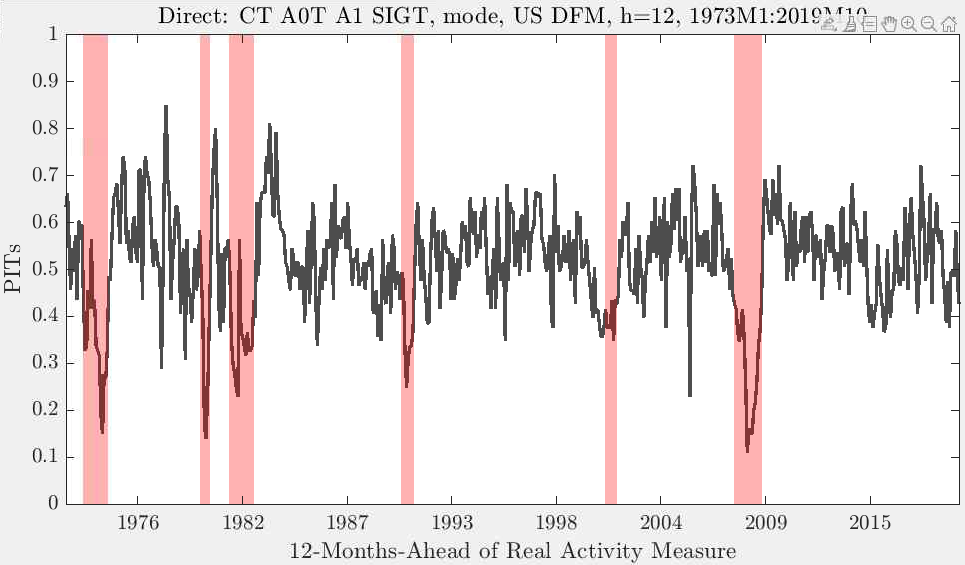 Direct: CT A0T A1 SIGT, mode, US DFM, h=12, 1973M1:2019M10
1
0.9
0.8
0.7
0.6
0.5
0.4
0.3
0.2
0.1
0
PITs
1976 1982 1987 1993 1998 2004 2009 2015
12-Months-Ahead of Real Activity Measure